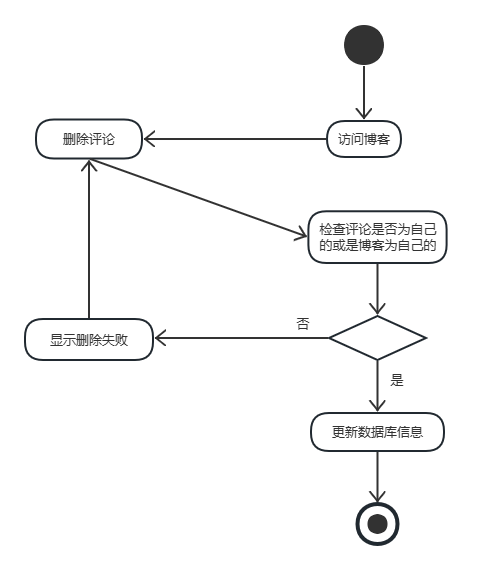 删除评论
访问博客
检查评论是否为自己
的或是博客为自己的
否
显示删除失败
是
更新数据库信息